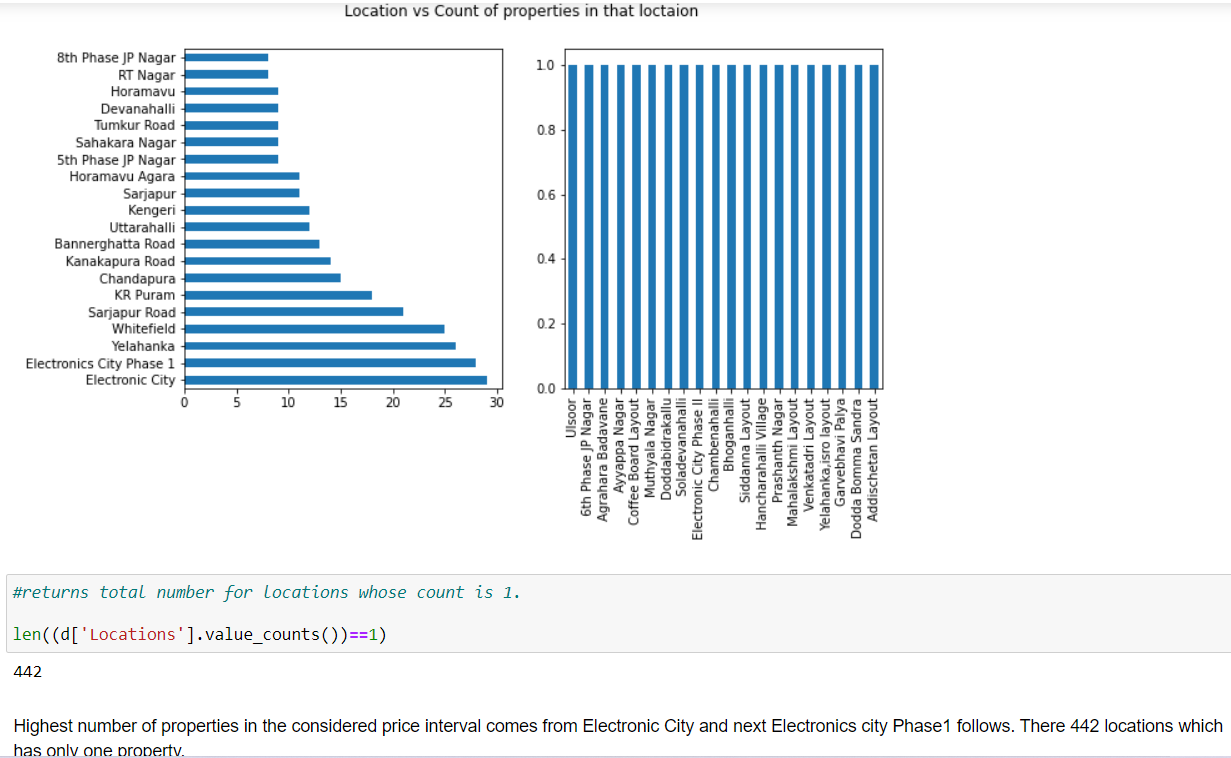 Location vs Count of properties in that loctaion
8th Phase JP Nagar
RT Nagar
Horamavu
Devanahalli
Tumkur Road
Sahakara Nagar
5th Phase JP Nagar
Horamavu Agara
Sarjapur
Kengeri
Uttarahalli
Bannerghatta Road
Kanakapura Road
Chandapura
KR Puram
Sarjapur Road
Whitefield
Yelahanka
Electronics City Phase 1
Electronic City
0 5 10 15 20 25 30
1.0
0.8
0.6
0.4
0.2
0.0
Ulsoor
6th Phase JP Nagar
Agrahara Badavane
Ayyappa Nagar
Coffee Board Layout
Muthyala Nagar
Doddabidrakallu
Soladevanahalli
Electronic City Phase II
Chambenahalli
Bhoganhalli
Siddanna Layout
Hancharahalli Village
Prashanth Nagar
Mahalakshmi Layout
Venkatadri Layout
Yelahanka,isro layout
Garvebhavi Palya
Dodda Bomma Sandra
Addischetan Layout
#returns total number for locations whose count is 1.
len((d['Locations'].value_counts())==1)
442
Highest number of properties in the considered price interval comes from Electronic City and next Electronics city Phase1 follows. There 442 locations which
has only one property.